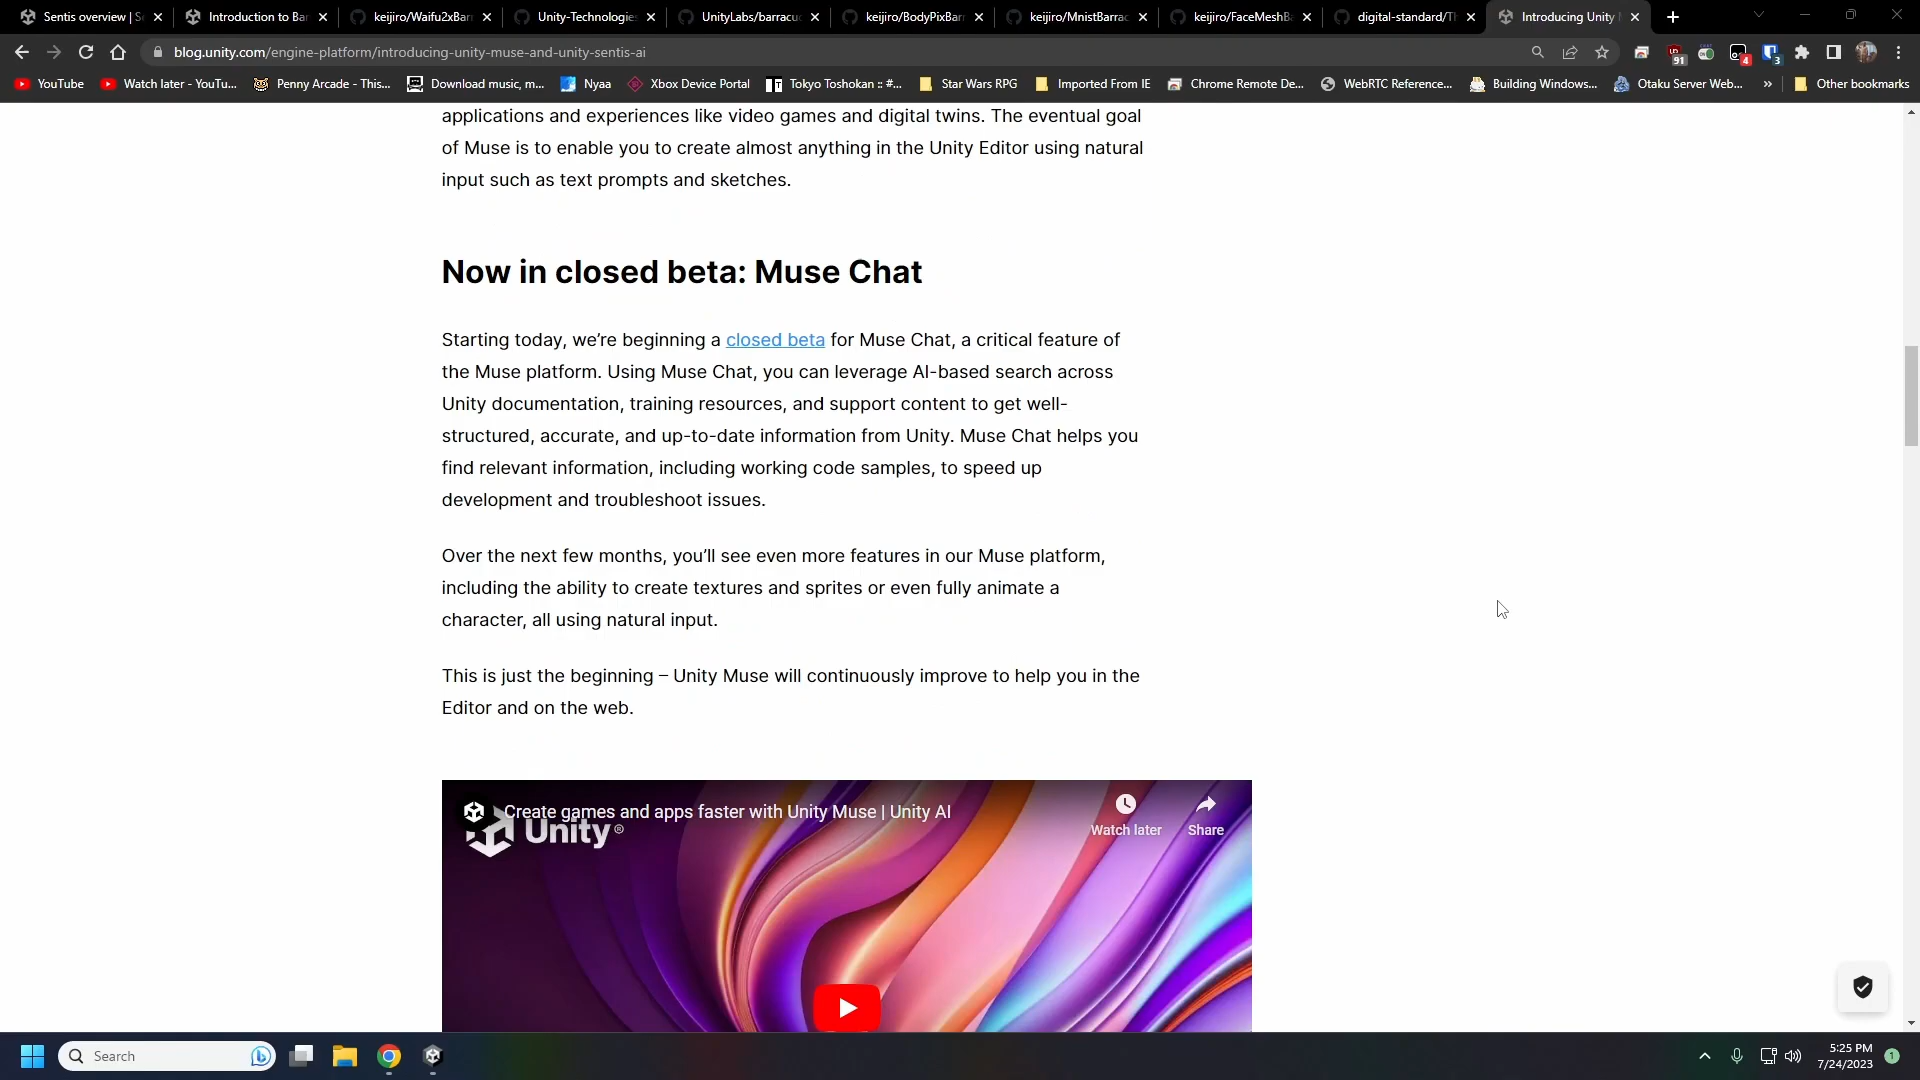 Sentis overview | S
Introduction to Ba
keijiro/Waifu2xBar
Unity-Technologies
UnityLabs/barracud
keijiro/BodyPixBar
keijiro/MnistBarrac
keijiro/FaceMeshB
digital-standard/T
Introducing Unity
blog.unity.com/engine-platform/introducing-unity-muse-and-unity-sentis-ai
91
4
3
YouTube
Watch later - YouTu...
Penny Arcade - This...
Download music, m...
Nyaa
Xbox Device Portal
Tokyo Toshokan :: #...
Star Wars RPG
Imported From IE
Chrome Remote De...
WebRTC Reference...
Building Windows...
Otaku Server Web...
»
Other bookmarks
applications and experiences like video games and digital twins. The eventual goal
of Muse is to enable you to create almost anything in the Unity Editor using natural
input such as text prompts and sketches.
Now in closed beta: Muse Chat
Starting today, we’re beginning a closed beta for Muse Chat, a critical feature of
the Muse platform. Using Muse Chat, you can leverage AI-based search across
Unity documentation, training resources, and support content to get well-
structured, accurate, and up-to-date information from Unity. Muse Chat helps you
find relevant information, including working code samples, to speed up
development and troubleshoot issues.
Over the next few months, you’ll see even more features in our Muse platform,
including the ability to create textures and sprites or even fully animate a
character, all using natural input.
This is just the beginning – Unity Muse will continuously improve to help you in the
Editor and on the web.
Create games and apps faster with Unity Muse | Unity AI
Unity®
Watch later
Share
Search
5:25 PM
7/24/2023
1